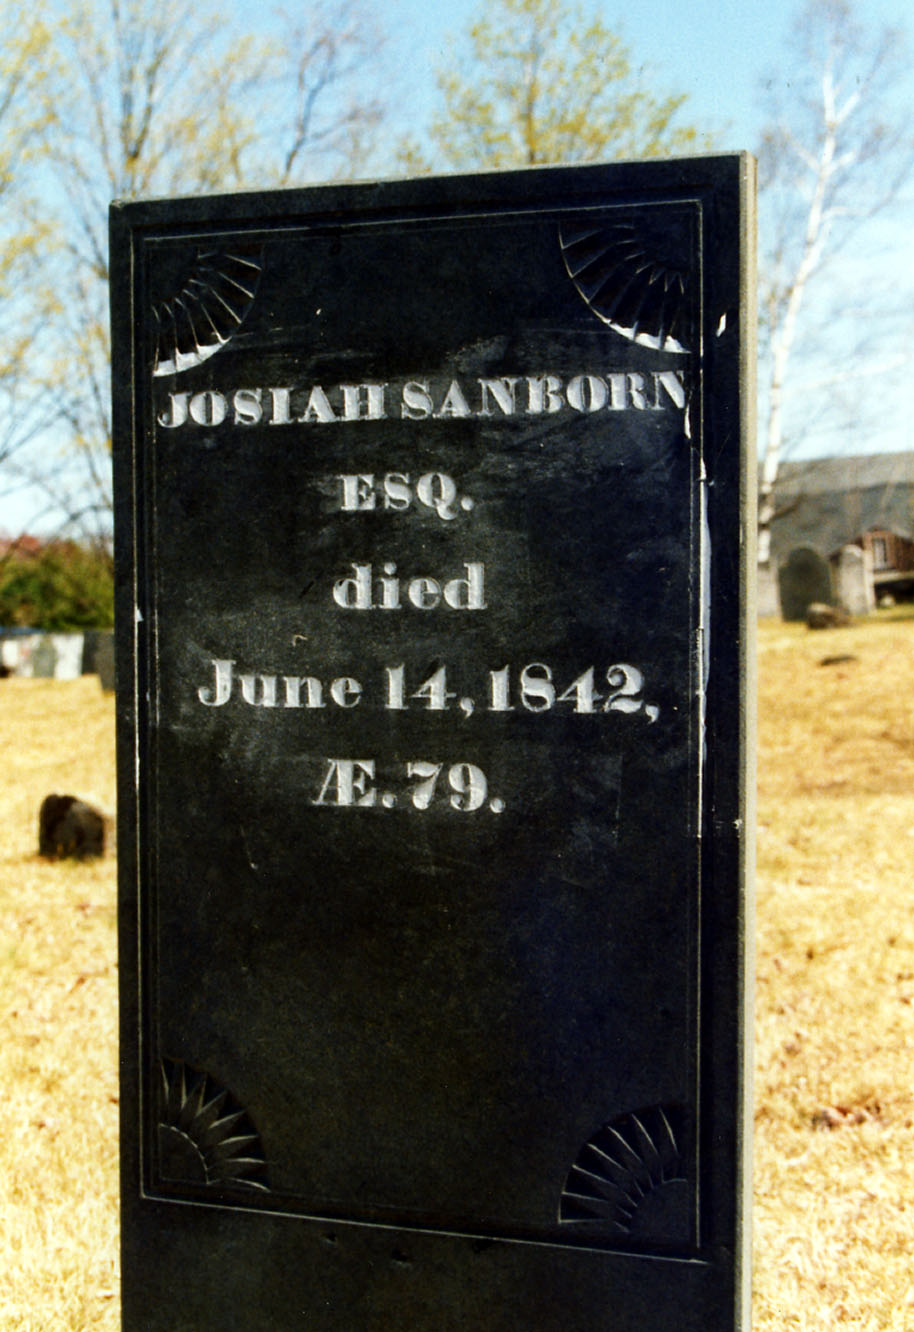 JOSIAH SANBORN
ESQ.
died
June 14, 1842,
Æ. 79.